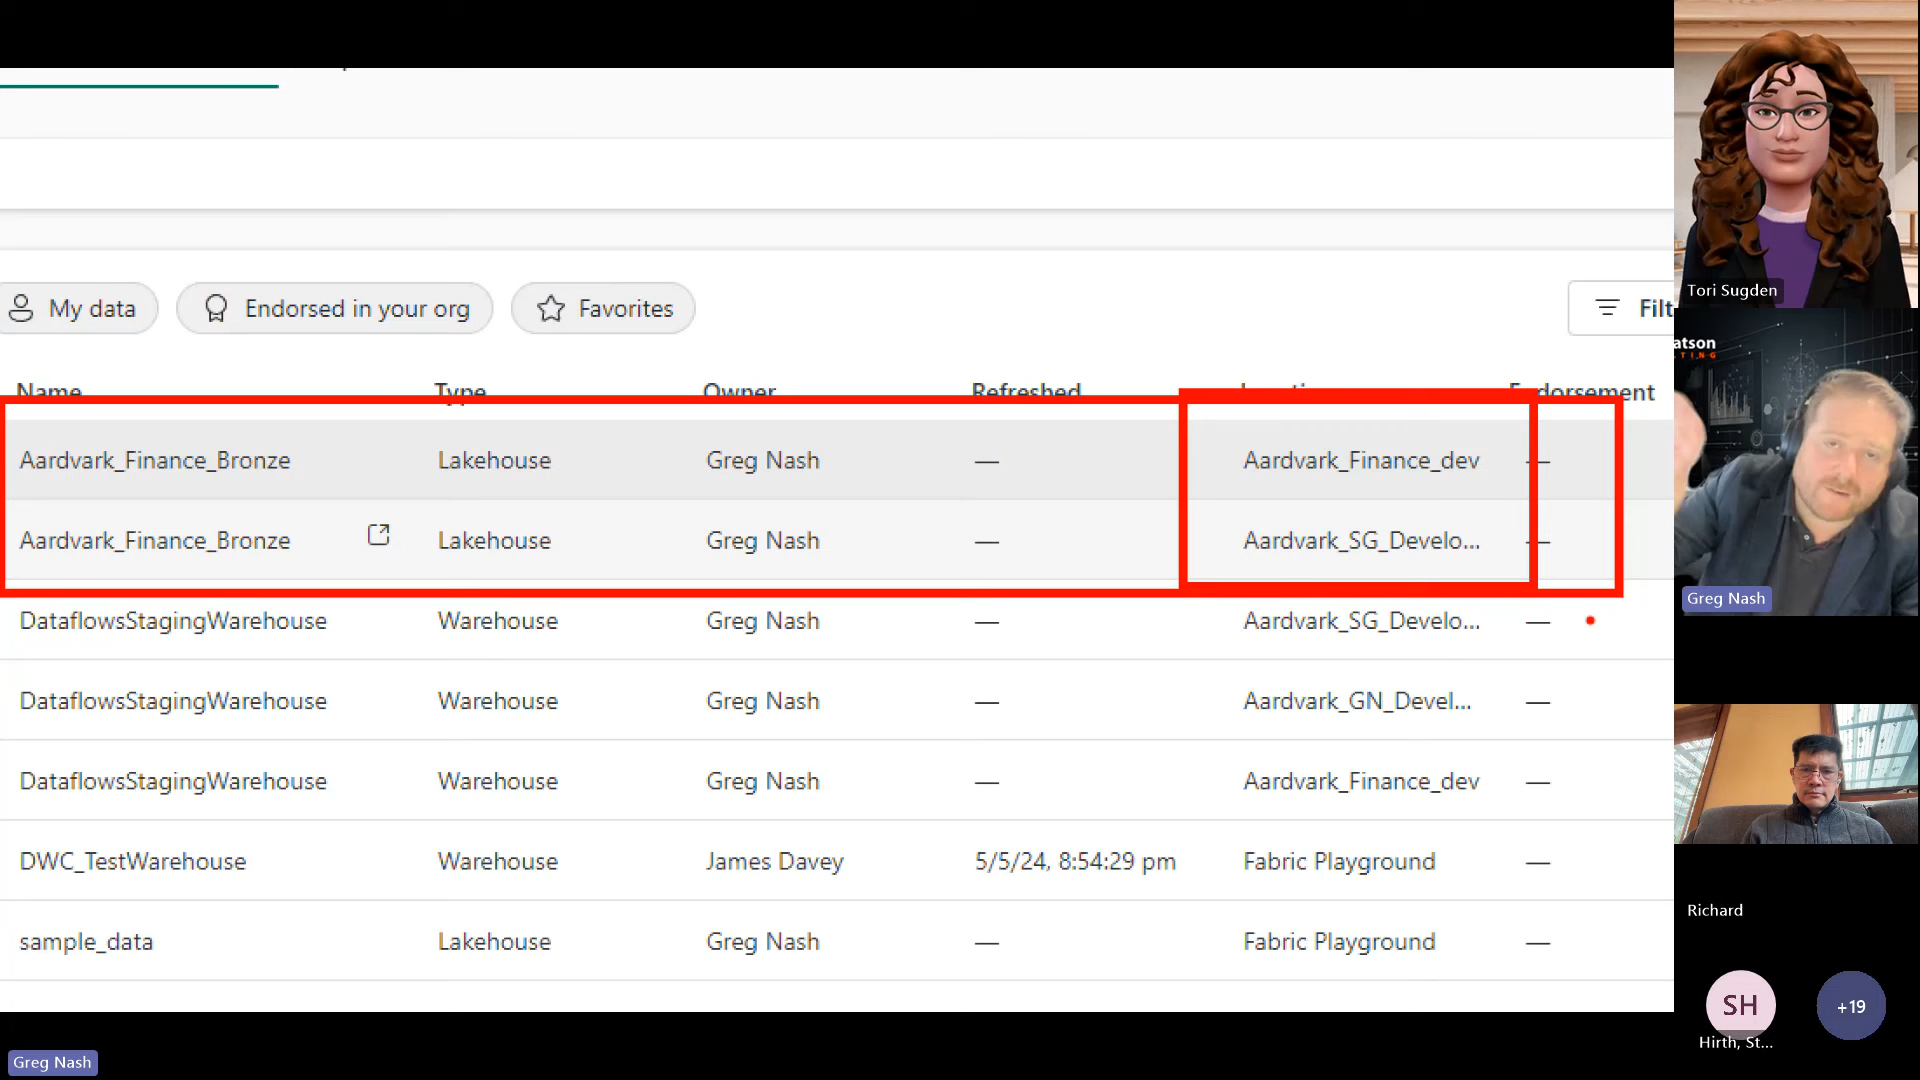 My data
Endorsed in your org
Favorites
Name Type Owner Refreshed Endorsement
Aardvark_Finance_Bronze Lakehouse Greg Nash — Aardvark_Finance_dev —
Aardvark_Finance_Bronze Lakehouse Greg Nash — Aardvark_SG_Develo... —
DataflowsStagingWarehouse Warehouse Greg Nash — Aardvark_SG_Develo... —
DataflowsStagingWarehouse Warehouse Greg Nash — Aardvark_GN_Devel... —
DataflowsStagingWarehouse Warehouse Greg Nash — Aardvark_Finance_dev —
DWC_TestWarehouse Warehouse James Davey 5/5/24, 8:54:29 pm Fabric Playground —
sample_data Lakehouse Greg Nash — Fabric Playground —
Greg Nash
Tori Sugden
atson
TING
Greg Nash
Richard
SH
Hirth, St...
+19